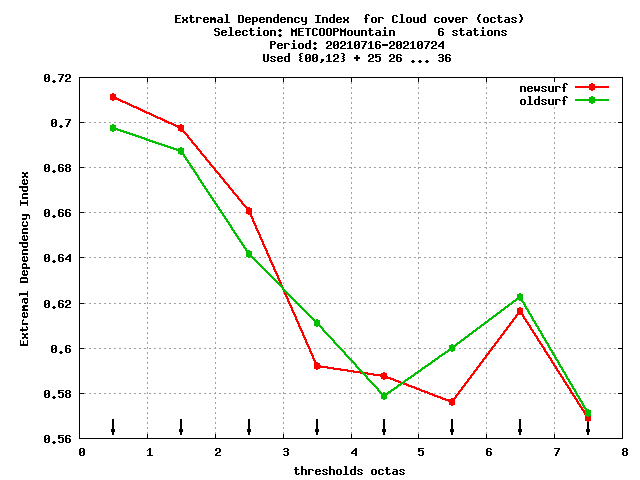 Extremal Dependency Index  for Cloud cover (octas)
Selection: METCOOPMountain      6 stations
Period: 20210716-20210724
Used {00,12} + 25 26 ... 36
newsurf
oldsurf
0.72
0.7
0.68
0.66
0.64
0.62
0.6
0.58
0.56
Extremal Dependency Index
0 1 2 3 4 5 6 7 8
thresholds octas